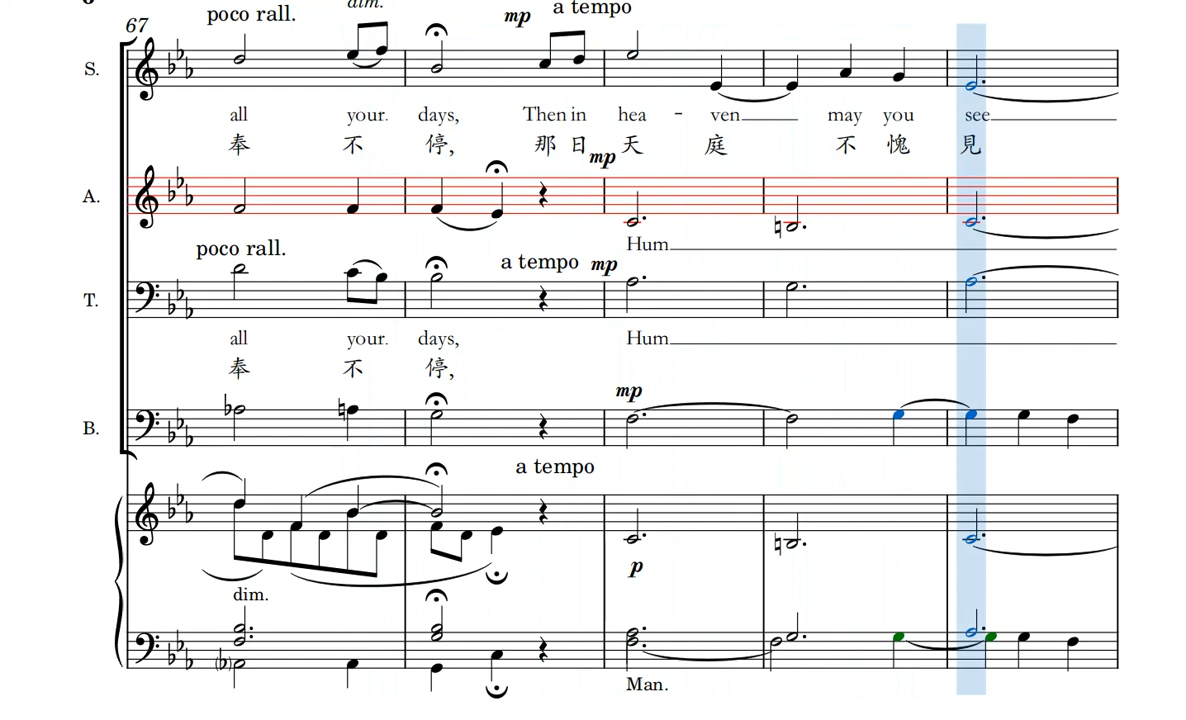 dim.
mp a tempo
67 poco rall.
S.
all your. days, Then in hea - ven may you see
奉 不 停, 那 日 天 庭 不 愧 見
mp
A.
Hum
poco rall. a tempo mp
T.
all your. days, Hum
奉 不 停,
mp
B.
a tempo
p
dim.
(♭)
Man.